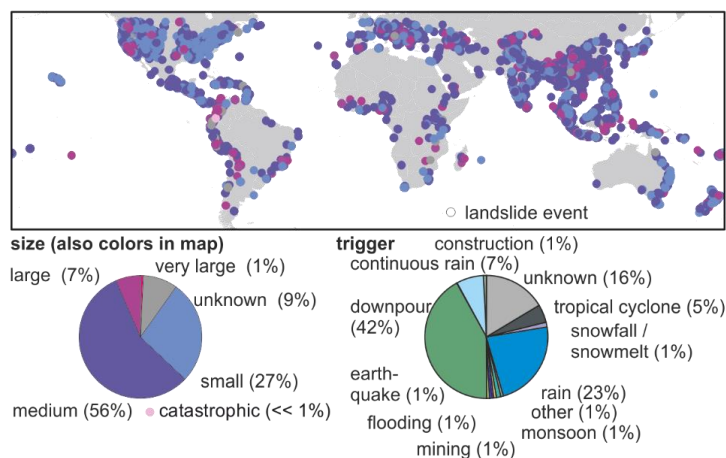 landslide event
size (also colors in map)
large (7%)
very large (1%)
unknown (9%)
small (27%)
medium (56%)
catastrophic (<< 1%)
trigger
construction (1%)
continuous rain (7%)
unknown (16%)
downpour
(42%)
tropical cyclone (5%)
snowfall /
snowmelt (1%)
earth-
quake (1%)
rain (23%)
flooding (1%)
other (1%)
monsoon (1%)
mining (1%)